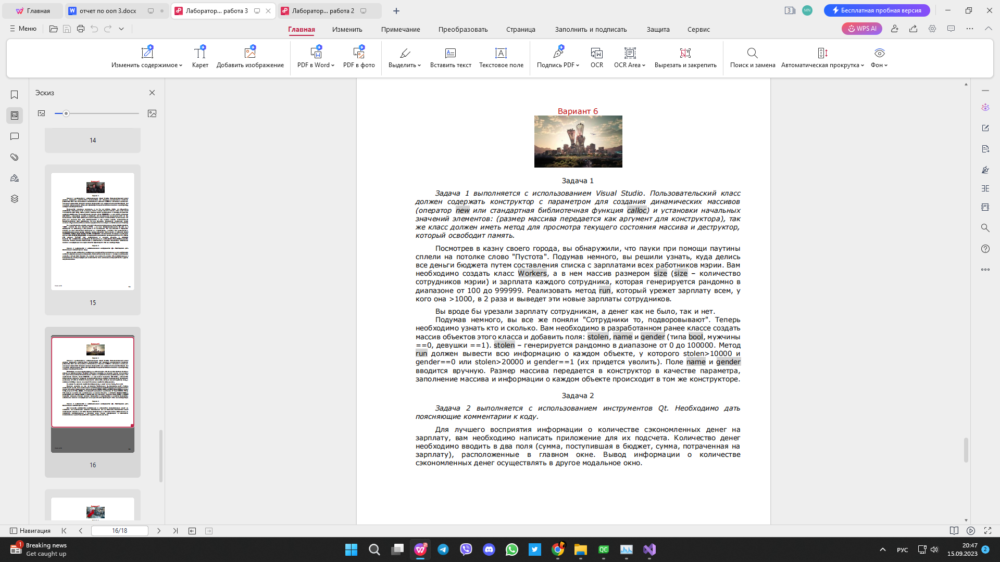 Главная
отчет по ооп 3.docx
Лаборатор... работа 3
Лаборатор... работа 2
3
MN
Бесплатная пробная версия
Меню
Главная
Изменить
Примечание
Преобразовать
Страница
Заполнить и подписать
Защита
Сервис
WPS AI
Изменить содержимое
Карет
Добавить изображение
PDF в Word
PDF в фото
Выделить
Вставить текст
Текстовое поле
Подпись PDF
OCR
OCR Area
Вырезать и закрепить
Поиск и замена
Автоматическая прокрутка
Фон
Эскиз
14
15
16
Вариант 6
Задача 1
Задача 1 выполняется с использованием Visual Studio. Пользовательский класс
должен содержать конструктор с параметром для создания динамических массивов
(оператор new или стандартная библиотечная функция calloc) и установки начальных
значений элементов: (размер массива передается как аргумент для конструктора), так
же класс должен иметь метод для просмотра текущего состояния массива и деструктор,
который освободит память.
Посмотрев в казну своего города, вы обнаружили, что пауки при помощи паутины
сплели на потолке слово "Пустота". Подумав немного, вы решили узнать, куда делись
все деньги бюджета путем составления списка с зарплатами всех работников мэрии. Вам
необходимо создать класс Workers, а в нем массив размером size (size – количество
сотрудников мэрии) и зарплата каждого сотрудника, которая генерируется рандомно в
диапазоне от 100 до 999999. Реализовать метод run, который урежет зарплату всем, у
кого она >1000, в 2 раза и выведет эти новые зарплаты сотрудников.
Вы вроде бы урезали зарплату сотрудникам, а денег как не было, так и нет.
Подумав немного, вы все же поняли "Сотрудники то, подворовывают". Теперь
необходимо узнать кто и сколько. Вам необходимо в разработанном ранее классе создать
массив объектов этого класса и добавить поля: stolen, name и gender (типа bool, мужчины
==0, девушки ==1). stolen – генерируется рандомно в диапазоне от 0 до 100000. Метод
run должен вывести всю информацию о каждом объекте, у которого stolen>10000 и
gender==0 или stolen>20000 и gender==1 (их придется уволить). Поле name и gender
вводится вручную. Размер массива передается в конструктор в качестве параметра,
заполнение массива и информации о каждом объекте происходит в том же конструкторе.
Задача 2
Задача 2 выполняется с использованием инструментов Qt. Необходимо дать
поясняющие комментарии к коду.
Для лучшего восприятия информации о количестве сэкономленных денег на
зарплату, вам необходимо написать приложение для их подсчета. Количество денег
необходимо вводить в два поля (сумма, поступившая в бюджет, сумма, потраченная на
зарплату), расположенные в главном окне. Вывод информации о количестве
сэкономленных денег осуществлять в другое модальное окно.
Навигация
16/18
1
Breaking news
Get caught up
QC
РУС
20:47
15.09.2023
2